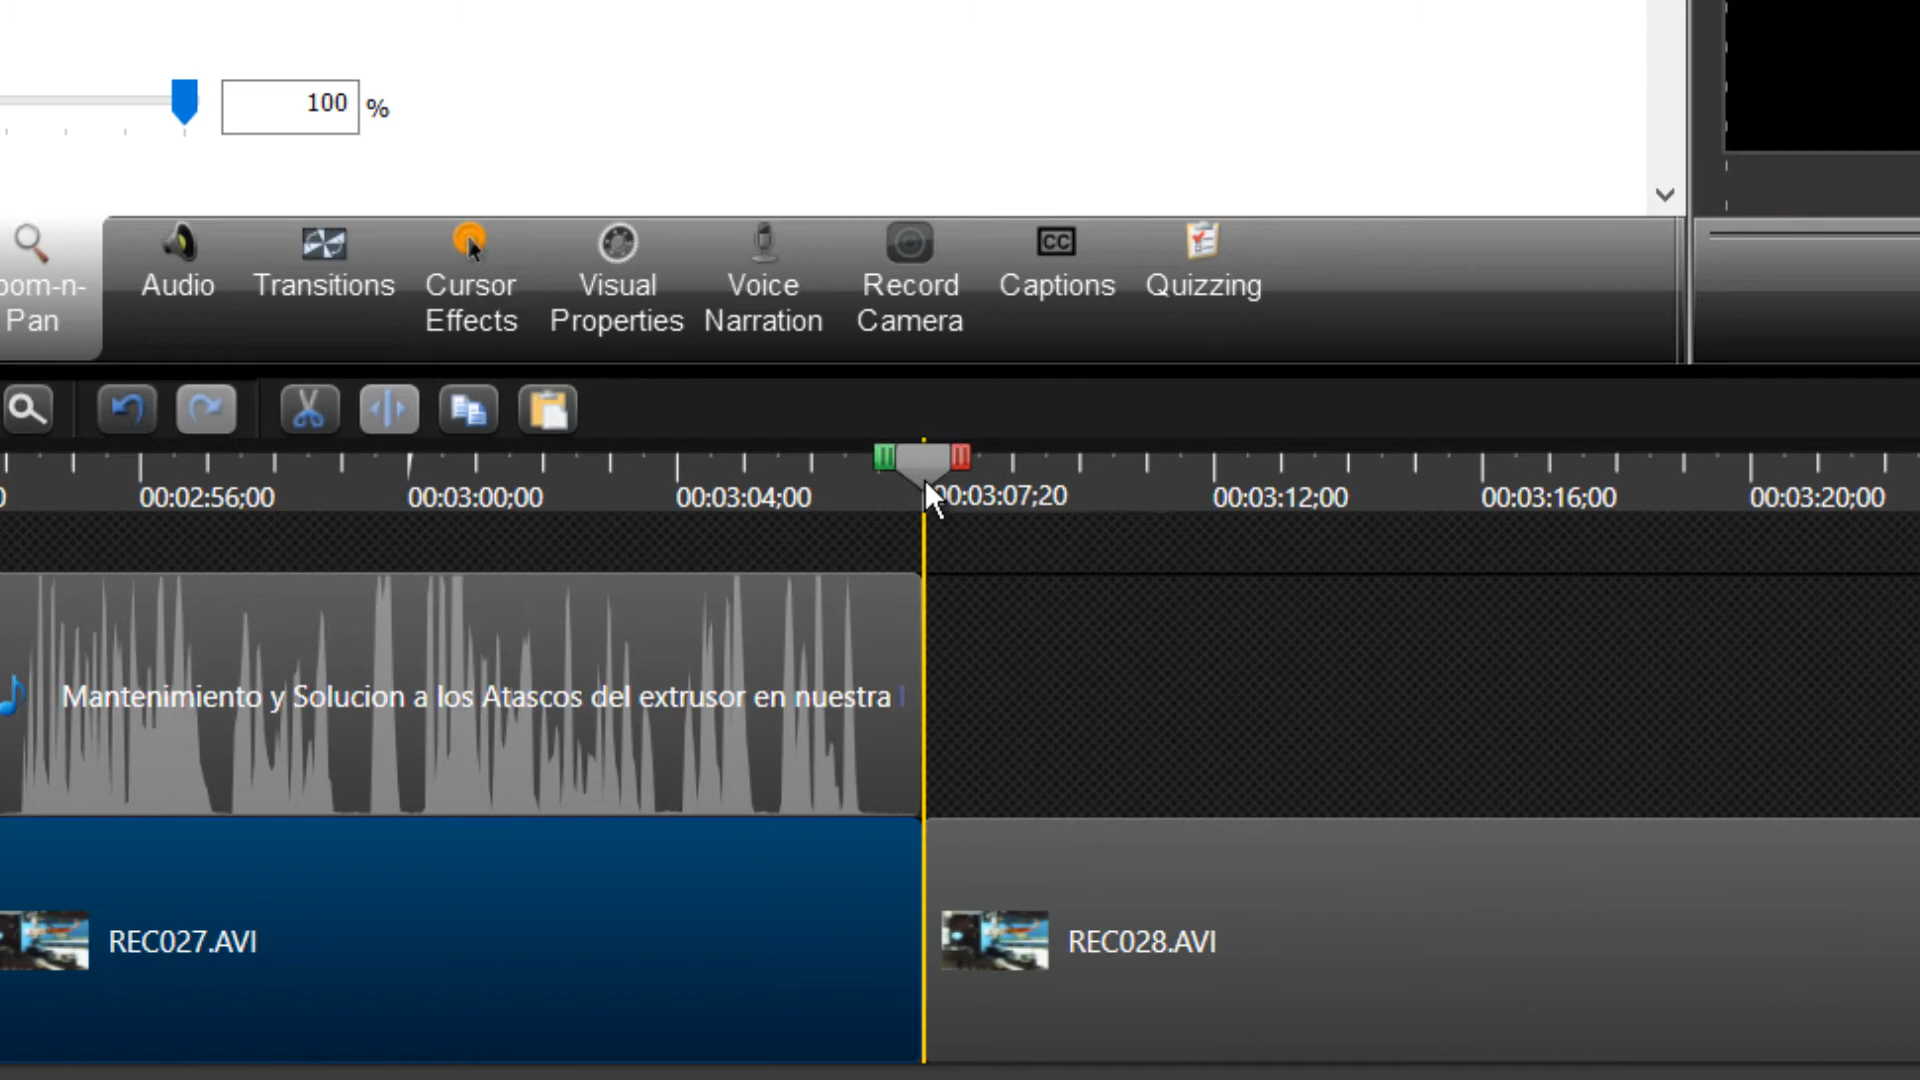 100 %
oom-n-
Pan
Audio
Transitions
Cursor
Effects
Visual
Properties
Voice
Narration
Record
Camera
CC
Captions
Quizzing
0 00:02:56;00 00:03:00;00 00:03:04;00 00:03:07;20 00:03:12;00 00:03:16;00 00:03:20;00
Mantenimiento y Solucion a los Atascos del extrusor en nuestra
REC027.AVI
REC028.AVI